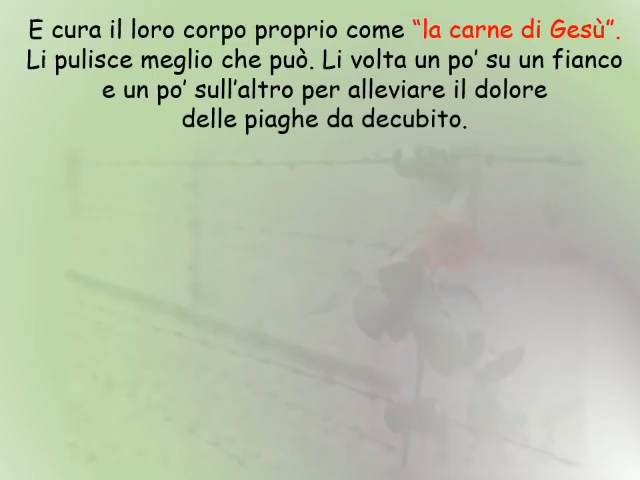 E cura il loro corpo proprio come “la carne di Gesù”.
Li pulisce meglio che può. Li volta un po’ su un fianco
e un po’ sull’altro per alleviare il dolore
delle piaghe da decubito.